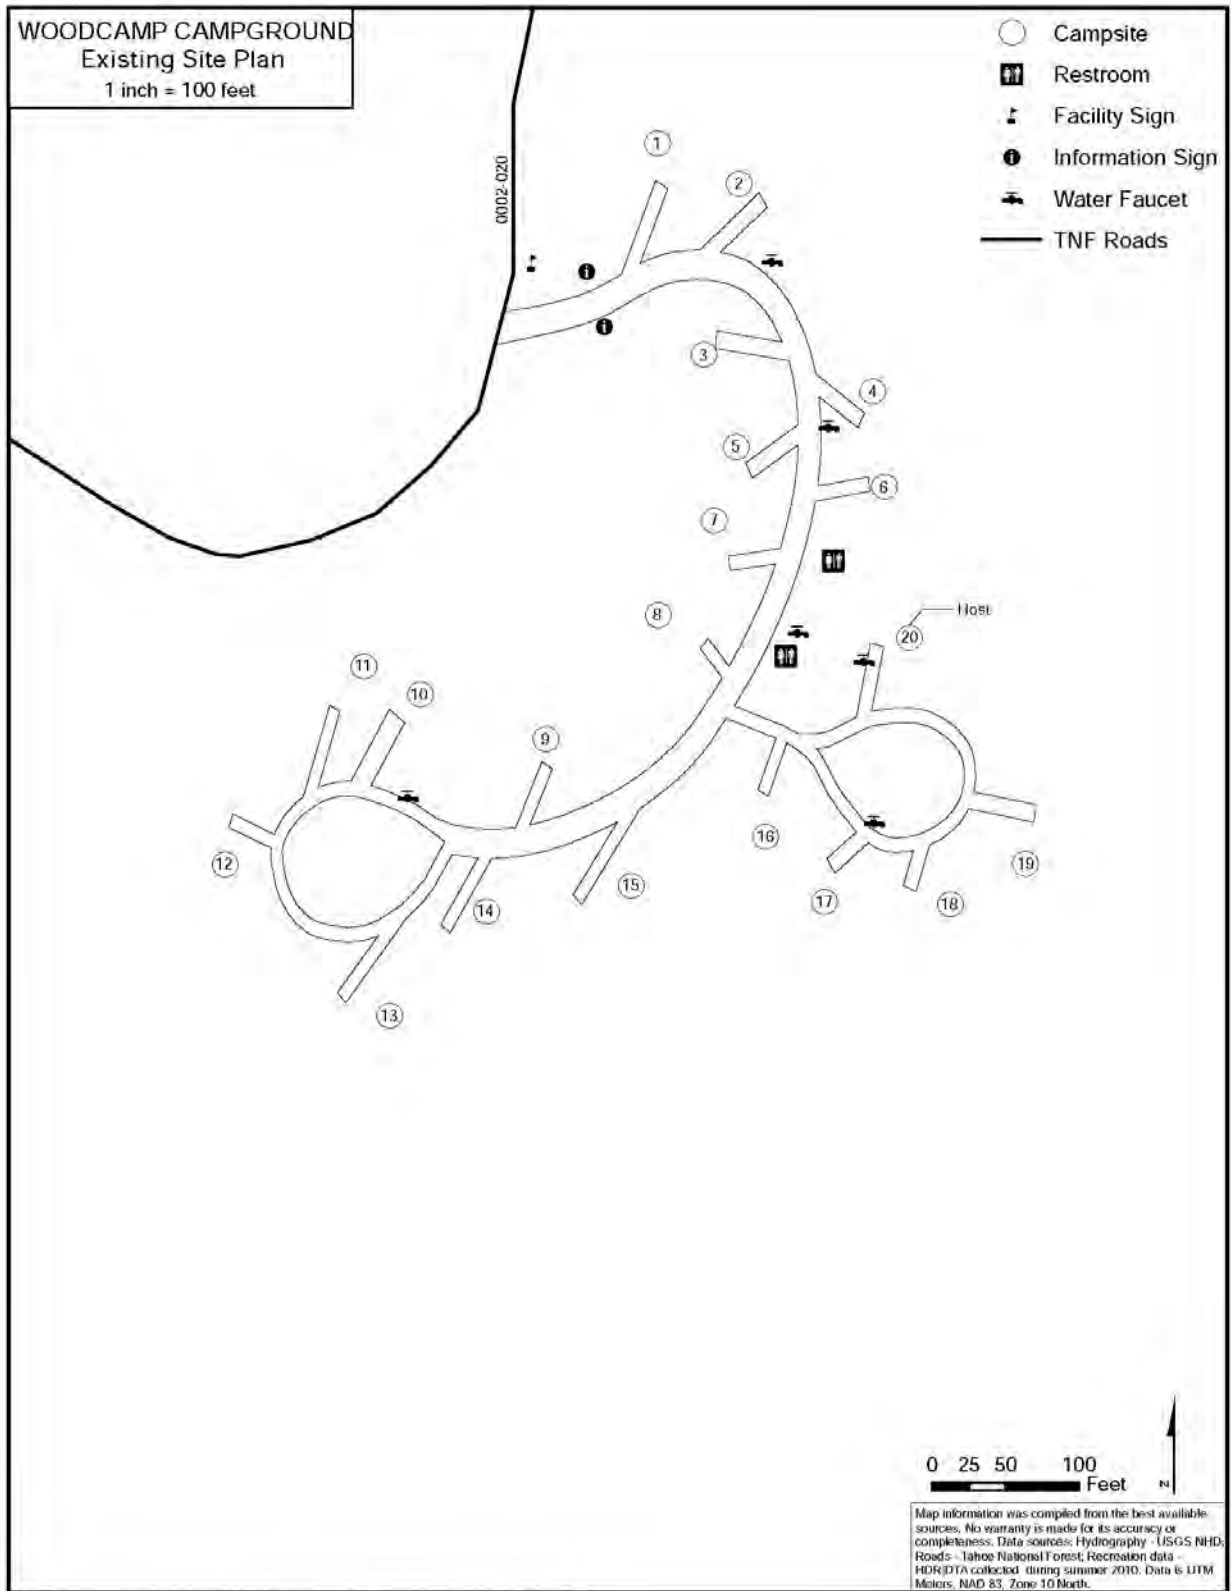 WOODCAMP CAMPGROUND
Existing Site Plan
1 inch = 100 feet
Campsite
Restroom
Facility Sign
Information Sign
Water Faucet
TNF Roads
0002-020
1
2
3
4
5
6
7
8
Host
20
11
10
9
12
16
19
15
17
18
14
13
0 25 50 100
Feet
N
Map information was compiled from the best available
sources. No warranty is made for its accuracy or
completeness. Data sources: Hydrography - USGS NHD;
Roads - Tahoe National Forest; Recreation data -
HDR|DTA collected during summer 2010. Data is UTM
Meters, NAD 83, Zone 10 North.